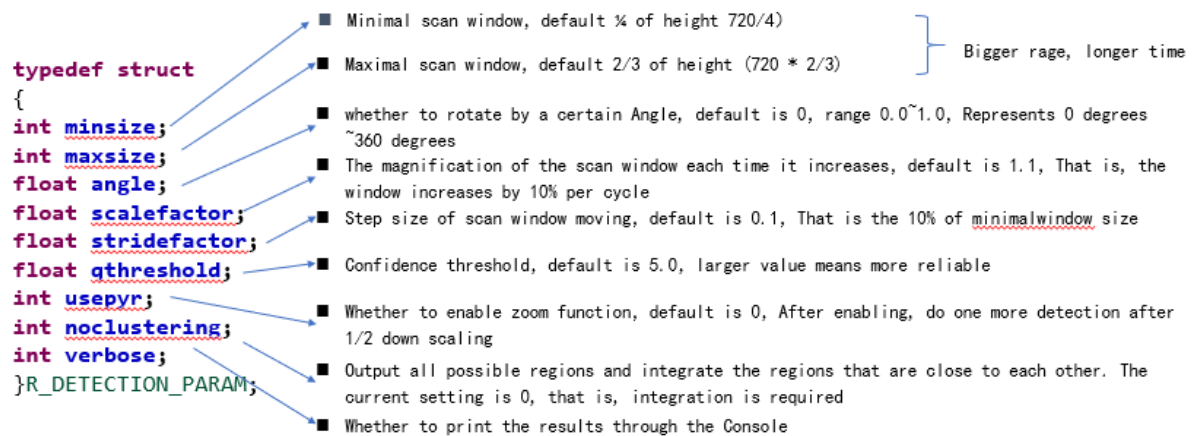 Minimal scan window, default ¼ of height 720/4)
Maximal scan window, default 2/3 of height (720 * 2/3)
Bigger rage, longer time
typedef struct
{
int minsize;
int maxsize;
float angle;
float scalefactor;
float stridefactor;
float qthreshold;
int usepyr;
int noclustering;
int verbose;
}R_DETECTION_PARAM;
whether to rotate by a certain Angle, default is 0, range 0.0~1.0, Represents 0 degrees
~360 degrees
The magnification of the scan window each time it increases, default is 1.1, That is, the
window increases by 10% per cycle
Step size of scan window moving, default is 0.1, That is the 10% of minimalwindow size
Confidence threshold, default is 5.0, larger value means more reliable
Whether to enable zoom function, default is 0, After enabling, do one more detection after
1/2 down scaling
Output all possible regions and integrate the regions that are close to each other. The
current setting is 0, that is, integration is required
Whether to print the results through the Console